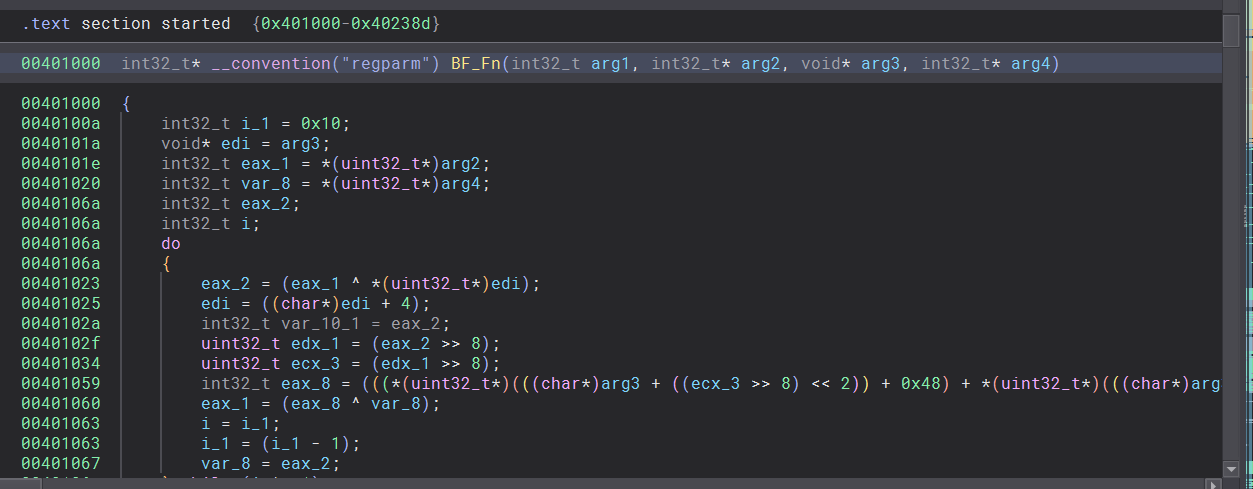 .text section started  {0x401000-0x40238d}
00401000  int32_t* __convention("regparm") BF_Fn(int32_t arg1, int32_t* arg2, void* arg3, int32_t* arg4)
00401000  {
0040100a      int32_t i_1 = 0x10;
0040101a      void* edi = arg3;
0040101e      int32_t eax_1 = *(uint32_t*)arg2;
00401020      int32_t var_8 = *(uint32_t*)arg4;
0040106a      int32_t eax_2;
0040106a      int32_t i;
0040106a      do
0040106a      {
00401023          eax_2 = (eax_1 ^ *(uint32_t*)edi);
00401025          edi = ((char*)edi + 4);
0040102a          int32_t var_10_1 = eax_2;
0040102f          uint32_t edx_1 = (eax_2 >> 8);
00401034          uint32_t ecx_3 = (edx_1 >> 8);
00401059          int32_t eax_8 = (((*(uint32_t*)(((char*)arg3 + ((ecx_3 >> 8) << 2)) + 0x48) + *(uint32_t*)(((char*)arg
00401060          eax_1 = (eax_8 ^ var_8);
00401063          i = i_1;
00401063          i_1 = (i_1 - 1);
00401067          var_8 = eax_2;